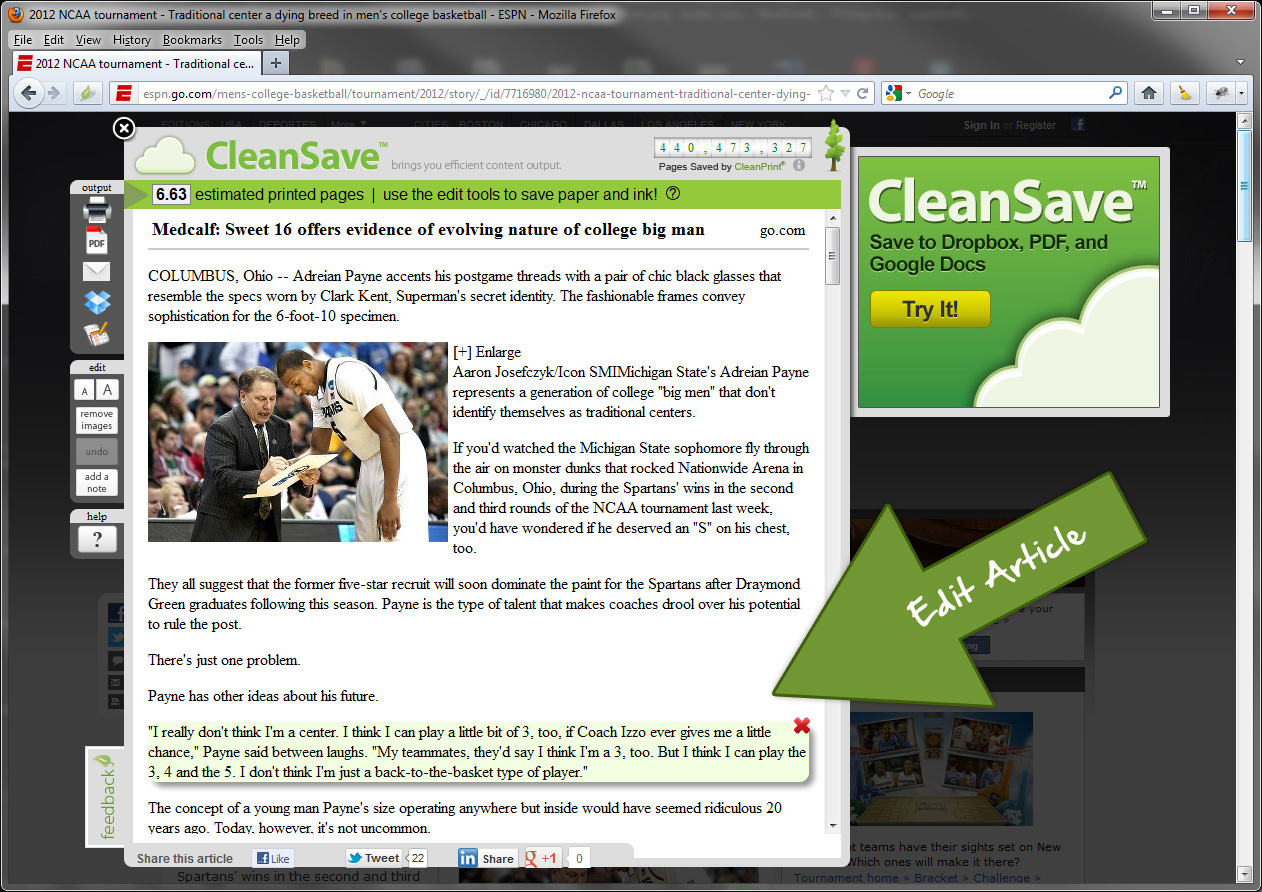 2012 NCAA tournament - Traditional center a dying breed in men's college basketball - ESPN - Mozilla Firefox
File Edit View History Bookmarks Tools Help
2012 NCAA tournament - Traditional ce...
espn.go.com/mens-college-basketball/tournament/2012/story/_/id/7716980/2012-ncaa-tournament-traditional-center-dying-
Google
EDITIONS: USA DEPORTES More CITIES: BOSTON CHICAGO DALLAS LOS ANGELES NEW YORK
Sign In or Register
CleanSave™ brings you efficient content output.
440,473,327
Pages Saved by CleanPrint®
6.63 estimated printed pages | use the edit tools to save paper and ink! ?
output
PDF
edit
A A
remove
images
undo
add a
note
help
?
feedback
Medcalf: Sweet 16 offers evidence of evolving nature of college big man go.com
COLUMBUS, Ohio -- Adreian Payne accents his postgame threads with a pair of chic black glasses that
resemble the specs worn by Clark Kent, Superman's secret identity. The fashionable frames convey
sophistication for the 6-foot-10 specimen.
[+] Enlarge
Aaron Josefczyk/Icon SMIMichigan State's Adreian Payne
represents a generation of college "big men" that don't
identify themselves as traditional centers.
If you'd watched the Michigan State sophomore fly through
the air on monster dunks that rocked Nationwide Arena in
Columbus, Ohio, during the Spartans' wins in the second
and third rounds of the NCAA tournament last week,
you'd have wondered if he deserved an "S" on his chest,
too.
They all suggest that the former five-star recruit will soon dominate the paint for the Spartans after Draymond
Green graduates following this season. Payne is the type of talent that makes coaches drool over his potential
to rule the post.
There's just one problem.
Payne has other ideas about his future.
"I really don't think I'm a center. I think I can play a little bit of 3, too, if Coach Izzo ever gives me a little
chance," Payne said between laughs. "My teammates, they'd say I think I'm a 3, too. But I think I can play the
3, 4 and the 5. I don't think I'm just a back-to-the-basket type of player."
The concept of a young man Payne's size operating anywhere but inside would have seemed ridiculous 20
years ago. Today, however, it's not uncommon.
Share this article Like Tweet 22 Share +1 0
Spartans' wins in the second and third
CleanSave™
Save to Dropbox, PDF, and
Google Docs
Try It!
Edit Article
e your
ng
t teams have their sights set on New
Which ones will make it there?
Tournament home » Bracket » Challenge »